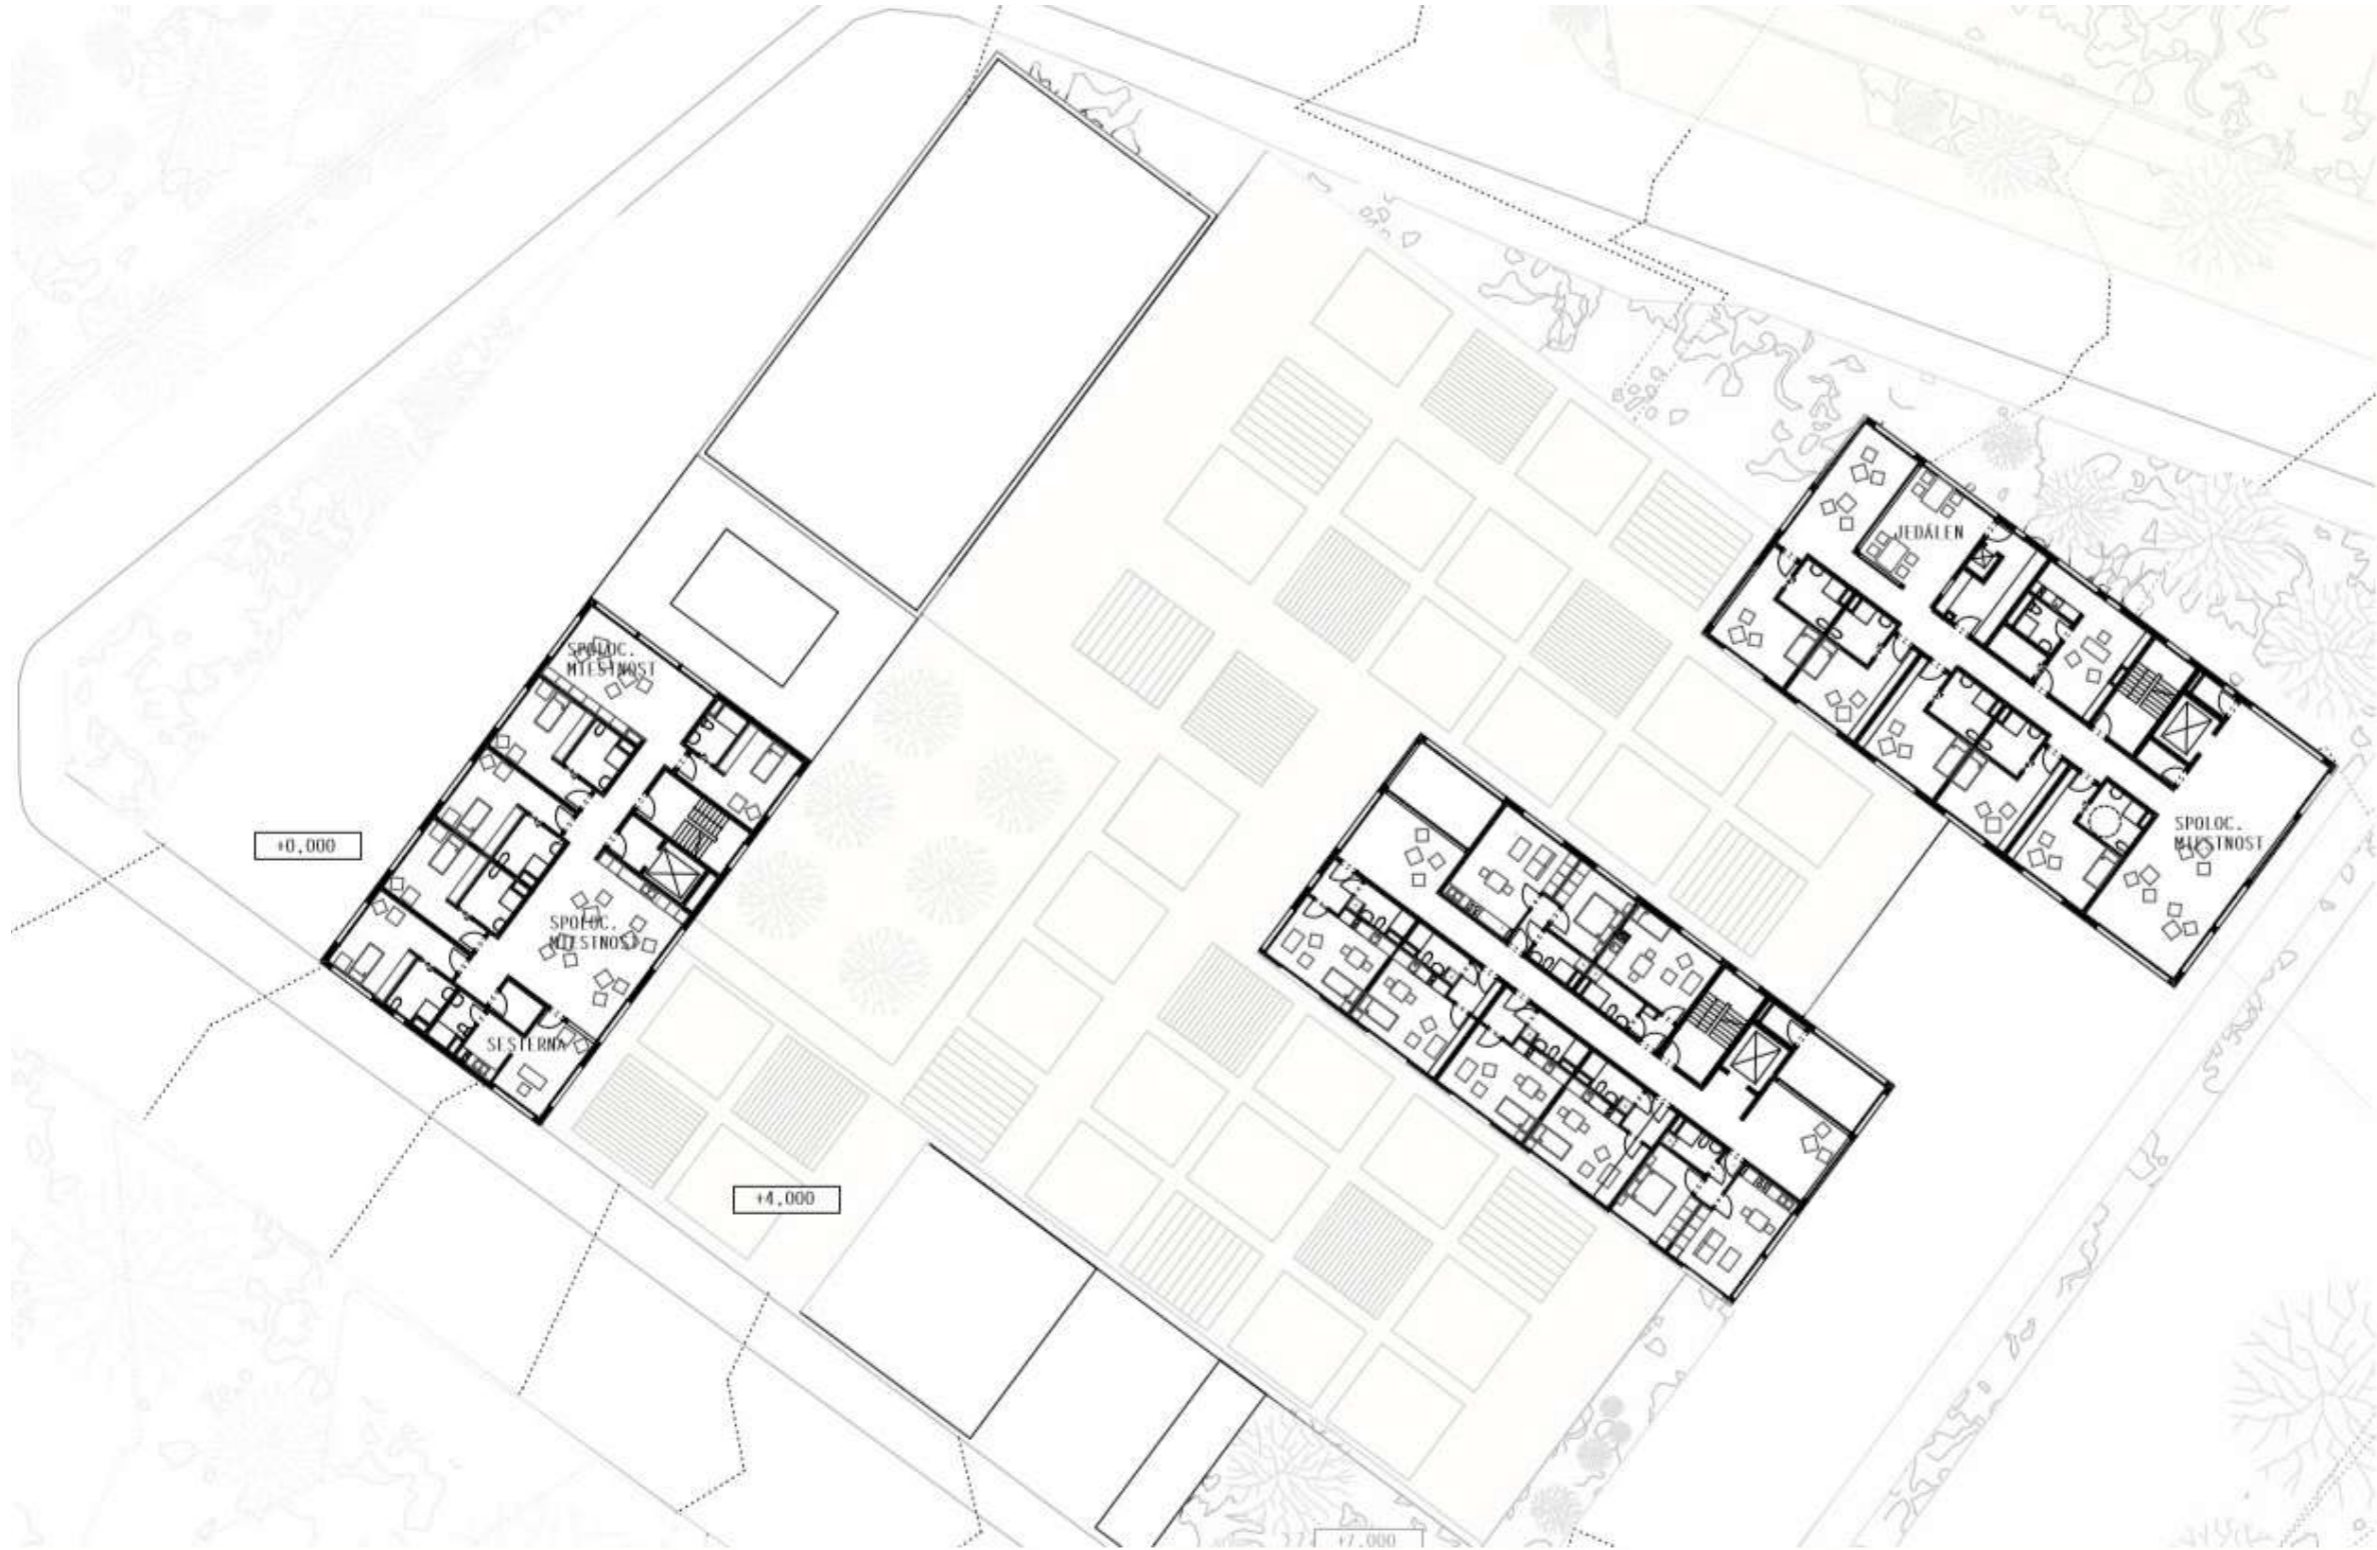 JEDÁLEN
SPOLOC.
MIESTNOST
SPOLOC.
MIESTNOST
+0,000
SPOLOC.
MIESTNOST
SESTERNA
+4,000
+7,000